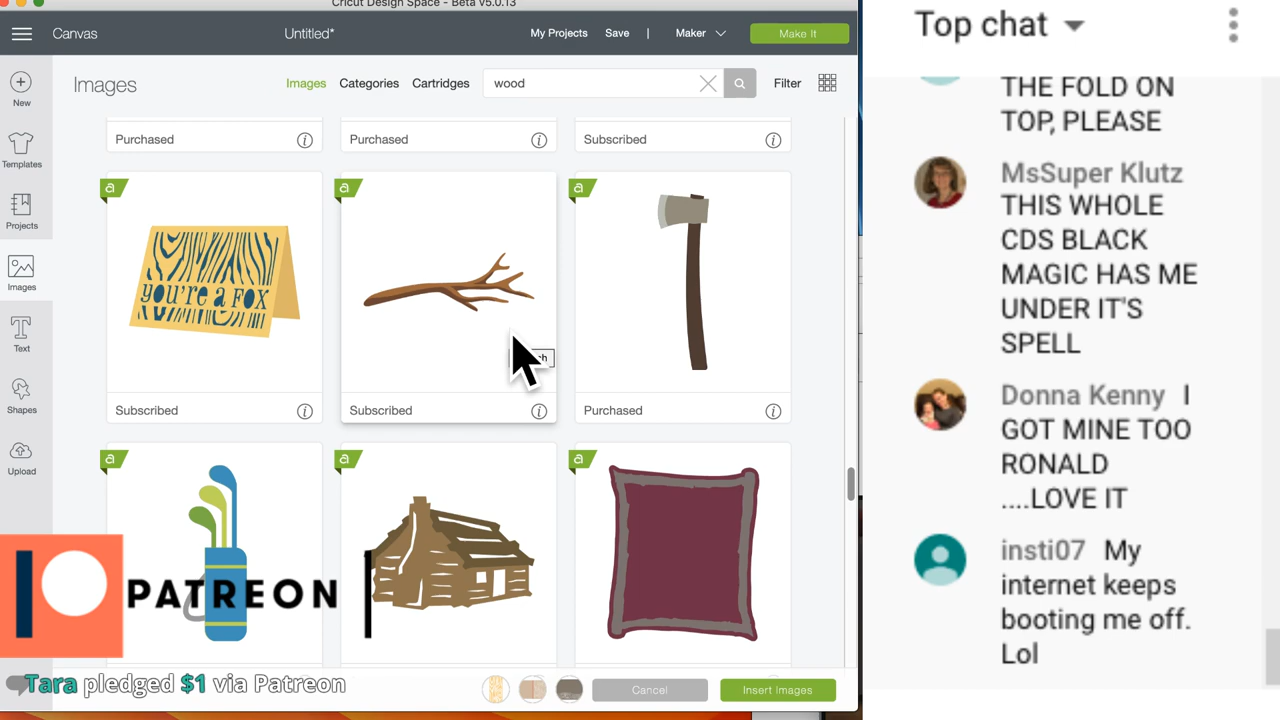 Cricut Design Space - Beta v5.0.13
Canvas
Untitled*
My Projects Save | Maker Make It
Images
Images Categories Cartridges wood Filter
New
Templates
Projects
Images
Text
Shapes
Upload
Purchased Purchased Subscribed
you're a FOX
Subscribed Subscribed Purchased
PATREON
Tara pledged $1 via Patreon
Cancel Insert Images
Top chat
THE FOLD ON
TOP, PLEASE
MsSuper Klutz
THIS WHOLE
CDS BLACK
MAGIC HAS ME
UNDER IT'S
SPELL
Donna Kenny I
GOT MINE TOO
RONALD
....LOVE IT
insti07 My
internet keeps
booting me off.
Lol